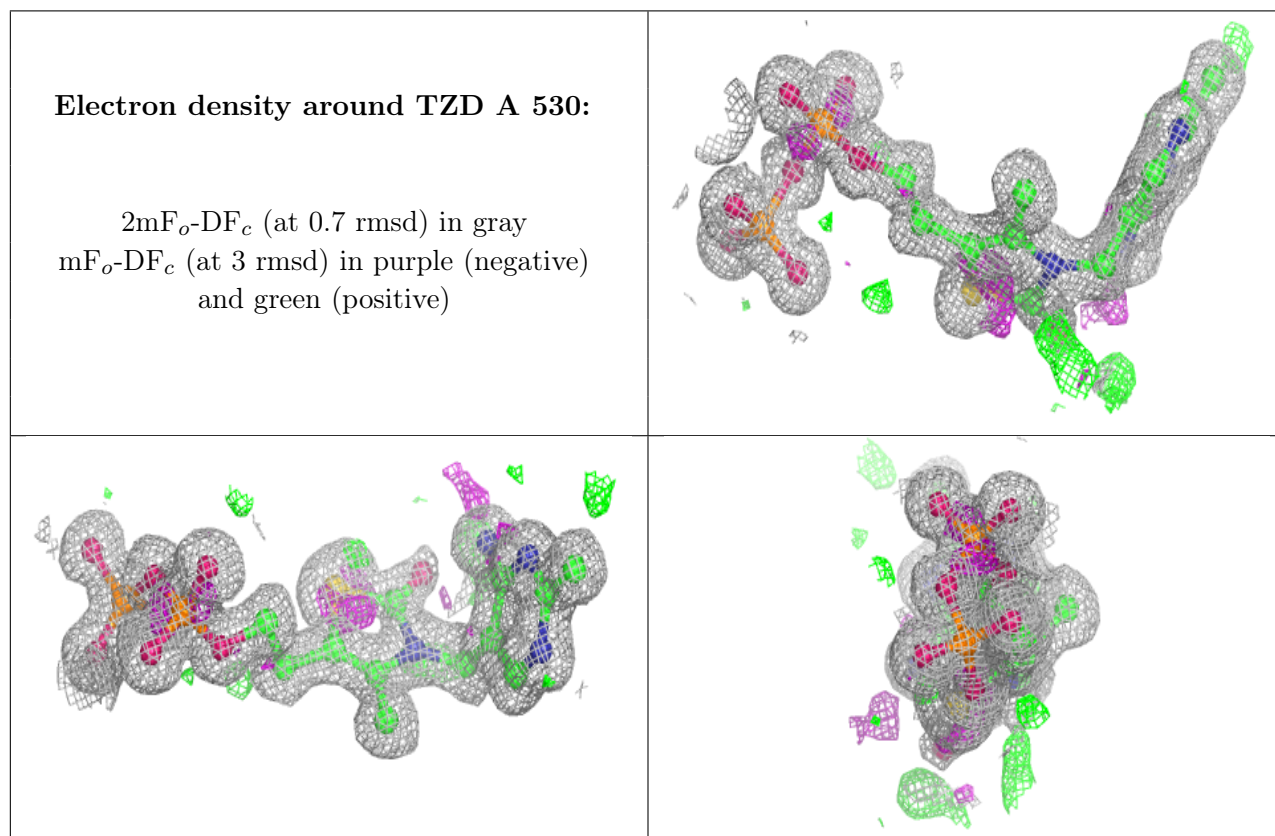 Electron density around TZD A 530:
2mFₒ-DF𝑐 (at 0.7 rmsd) in gray
mFₒ-DF𝑐 (at 3 rmsd) in purple (negative)
and green (positive)